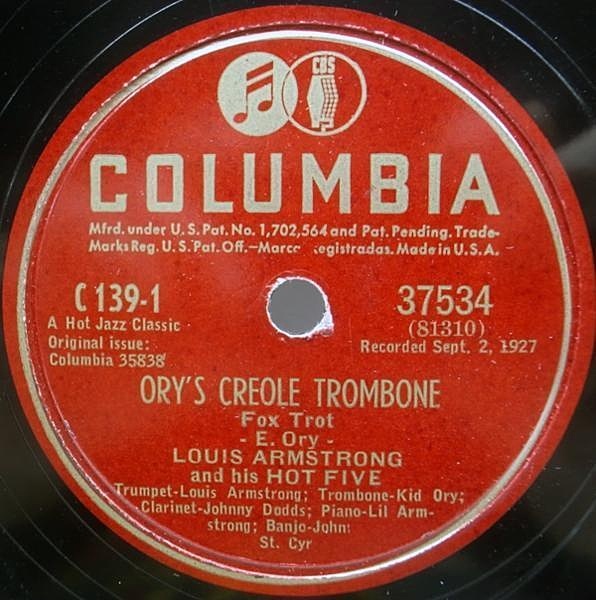 CBS
COLUMBIA
Mfrd. under U.S. Pat. No. 1,702,564 and Pat. Pending. Trade-
Marks Reg. U.S. Pat. Off.—Marca Registradas. Made in U.S.A.
C 139-1
37534
A Hot Jazz Classic
(81310)
Original issue:
Recorded Sept. 2, 1927
Columbia 35838
ORY'S CREOLE TROMBONE
Fox Trot
- E. Ory -
LOUIS ARMSTRONG
and his HOT FIVE
Trumpet-Louis Armstrong; Trombone-Kid Ory;
Clarinet-Johnny Dodds; Piano-Lil Arm-
strong; Banjo-John
St. Cyr